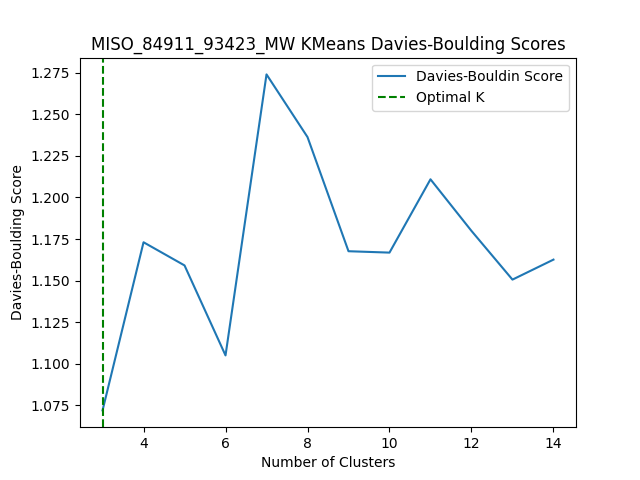 MISO_84911_93423_MW KMeans Davies-Boulding Scores
Davies-Bouldin Score
Optimal K
Davies-Boulding Score
1.275
1.250
1.225
1.200
1.175
1.150
1.125
1.100
1.075
4 6 8 10 12 14
Number of Clusters